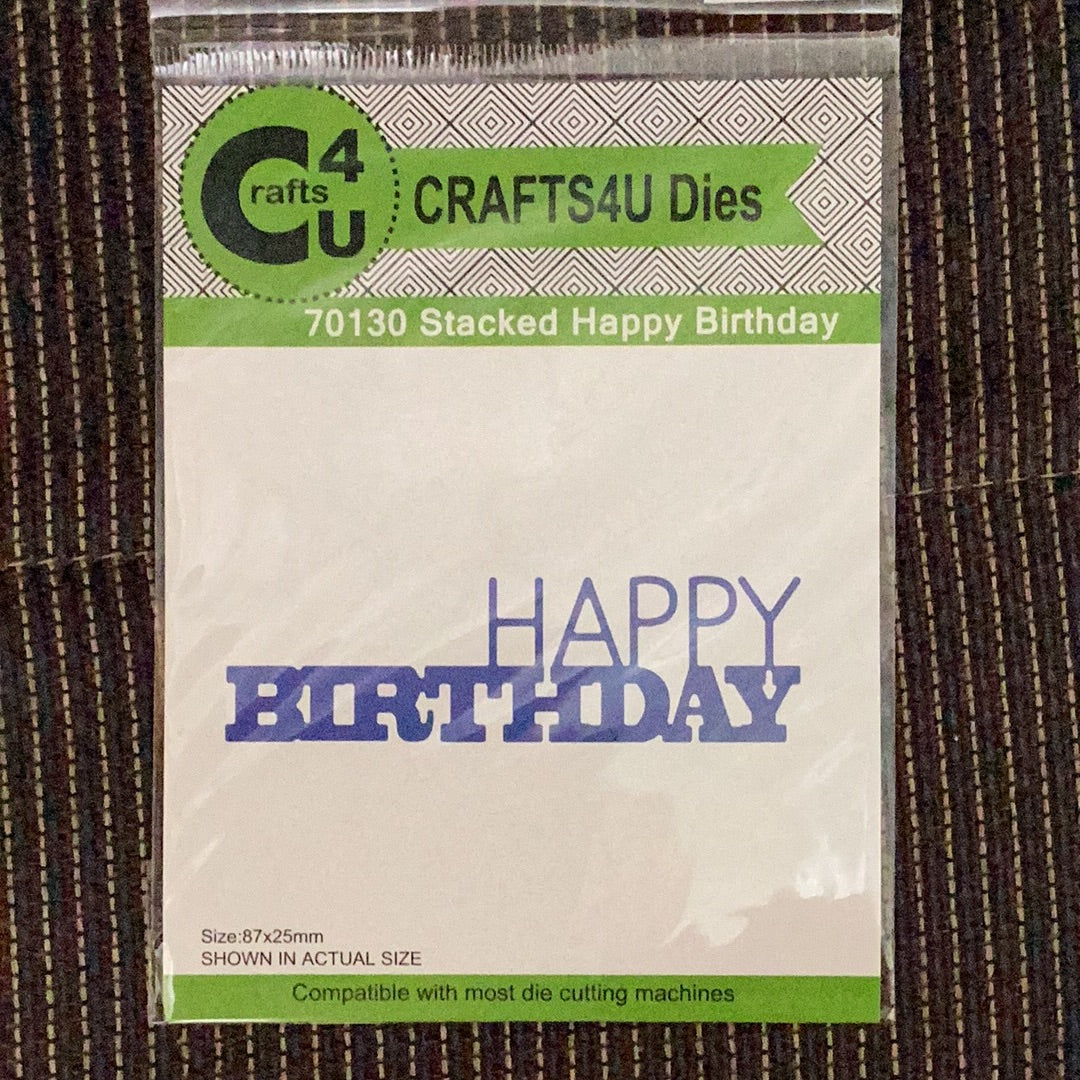 Crafts 4 U
CRAFTS4U Dies
70130 Stacked Happy Birthday
HAPPY
BIRTHDAY
Size:87x25mm
SHOWN IN ACTUAL SIZE
Compatible with most die cutting machines